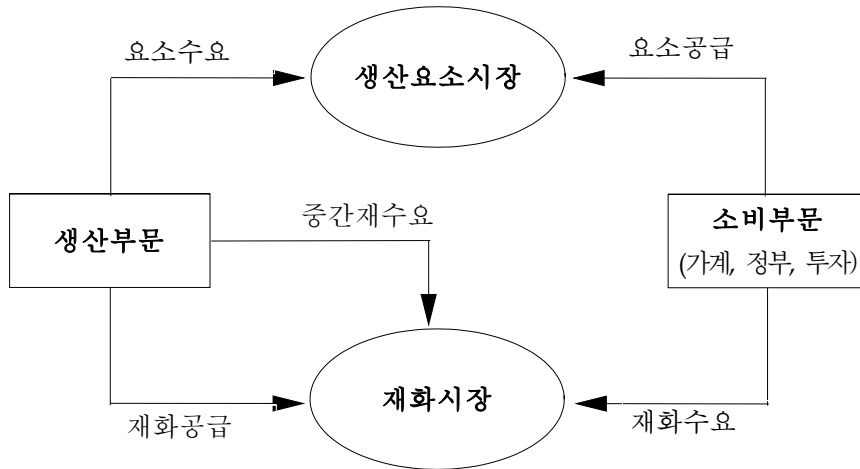 요소수요
요소공급
생산요소시장
생산부문
중간재수요
소비부문
(가계, 정부, 투자)
재화시장
재화공급
재화수요